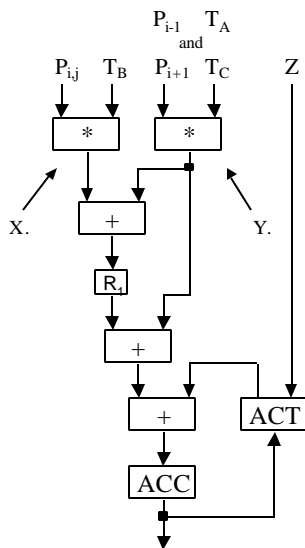 P_{i-1} T_A
and
P_{i,j} T_B P_{i+1} T_C Z
* *
X. Y.
+
R_1
+
+ ACT
ACC